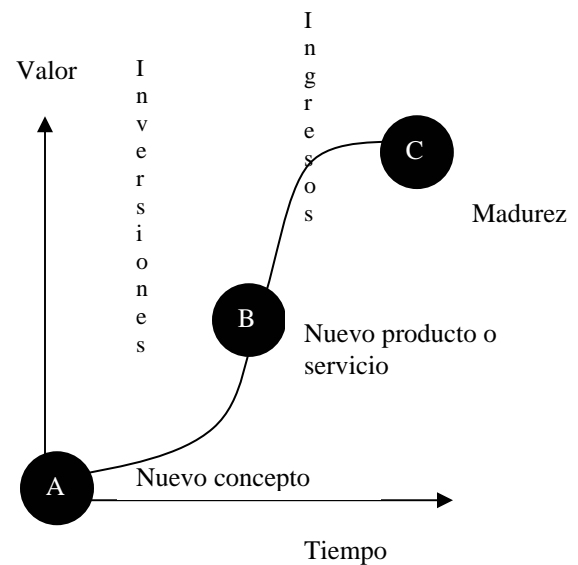 Valor
Inversiones
Ingresos
C
Madurez
B
Nuevo producto o
servicio
A
Nuevo concepto
Tiempo